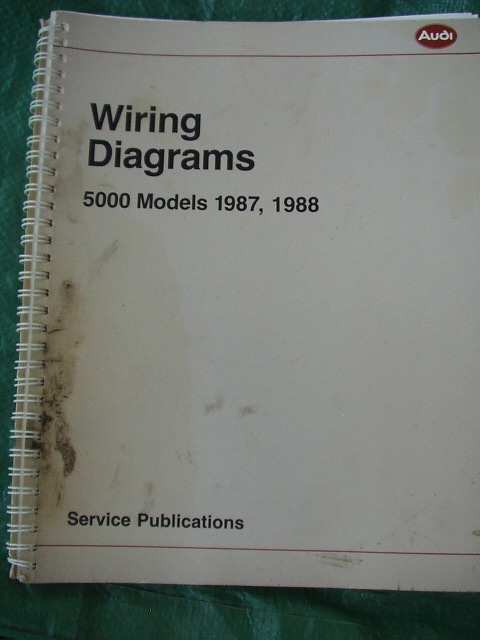 Audi
Wiring
Diagrams
5000 Models 1987, 1988
Service Publications